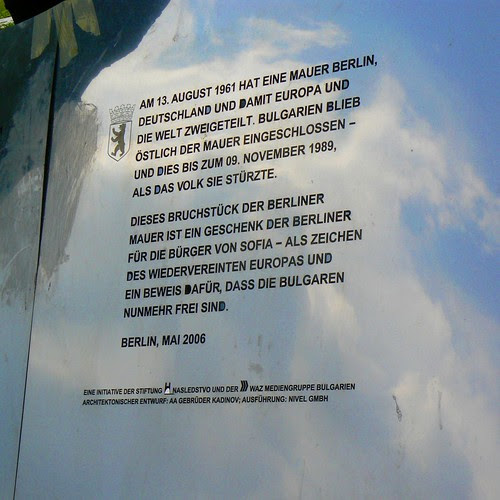 AM 13. AUGUST 1961 HAT EINE MAUER BERLIN,
DEUTSCHLAND UND DAMIT EUROPA UND
DIE WELT ZWEIGETEILT. BULGARIEN BLIEB
ÖSTLICH DER MAUER EINGESCHLOSSEN –
UND DIES BIS ZUM 09. NOVEMBER 1989,
ALS DAS VOLK SIE STÜRZTE.
DIESES BRUCHSTÜCK DER BERLINER
MAUER IST EIN GESCHENK DER BERLINER
FÜR DIE BÜRGER VON SOFIA – ALS ZEICHEN
DES WIEDERVEREINTEN EUROPAS UND
EIN BEWEIS DAFÜR, DASS DIE BULGAREN
NUNMEHR FREI SIND.
BERLIN, MAI 2006
EINE INITIATIVE DER STIFTUNG NASLEDSTVO UND DER WAZ MEDIENGRUPPE BULGARIEN
ARCHITEKTONISCHER ENTWURF: AA GEBRÜDER KADINOV; AUSFÜHRUNG: NIVEL GMBH